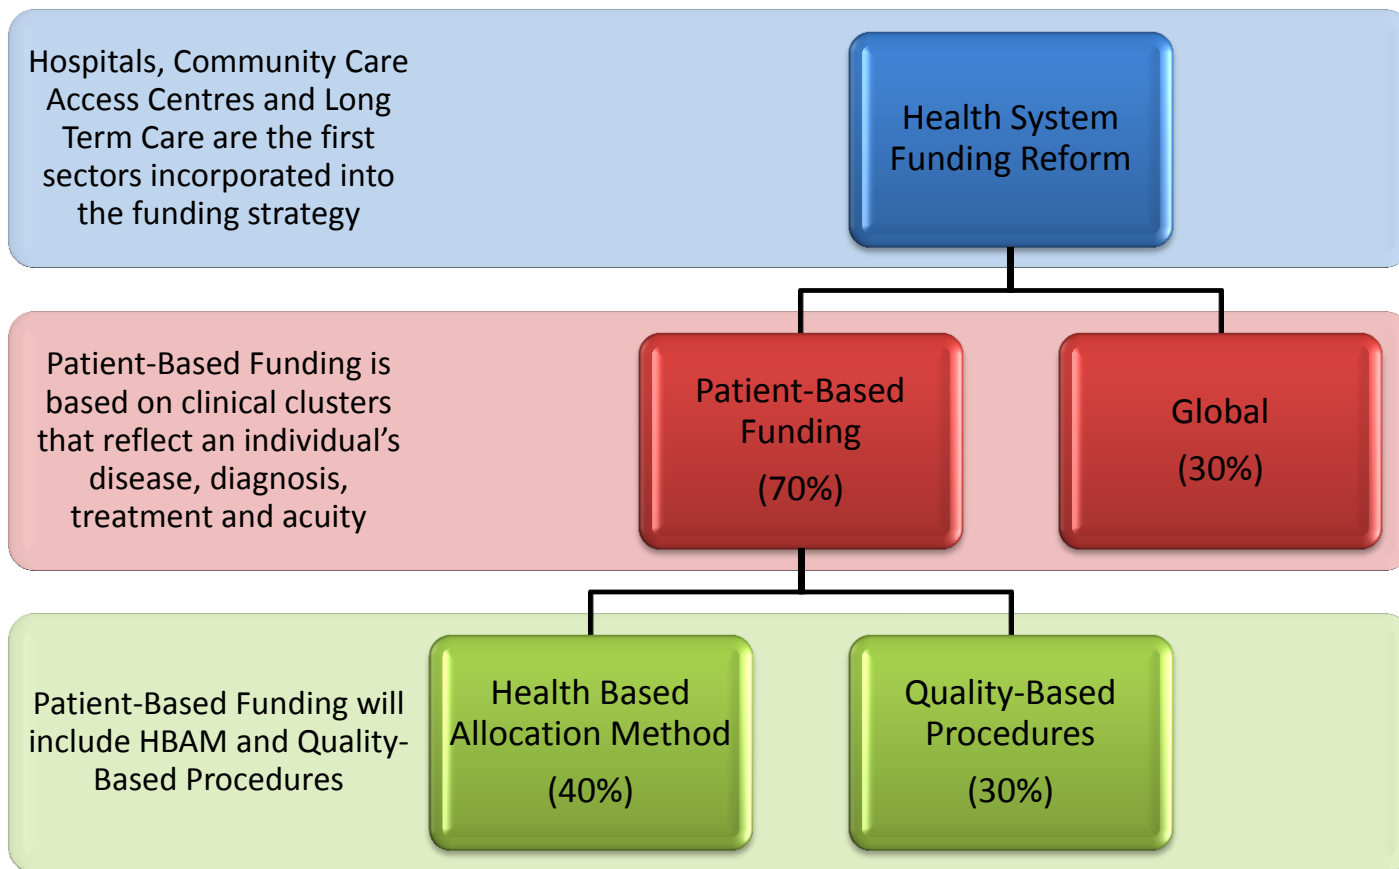 Hospitals, Community Care
Access Centres and Long
Term Care are the first
sectors incorporated into
the funding strategy
Health System
Funding Reform
Patient-Based Funding is
based on clinical clusters
that reflect an individual’s
disease, diagnosis,
treatment and acuity
Patient-Based
Funding
(70%)
Global
(30%)
Patient-Based Funding will
include HBAM and Quality-
Based Procedures
Health Based
Allocation Method
(40%)
Quality-Based
Procedures
(30%)